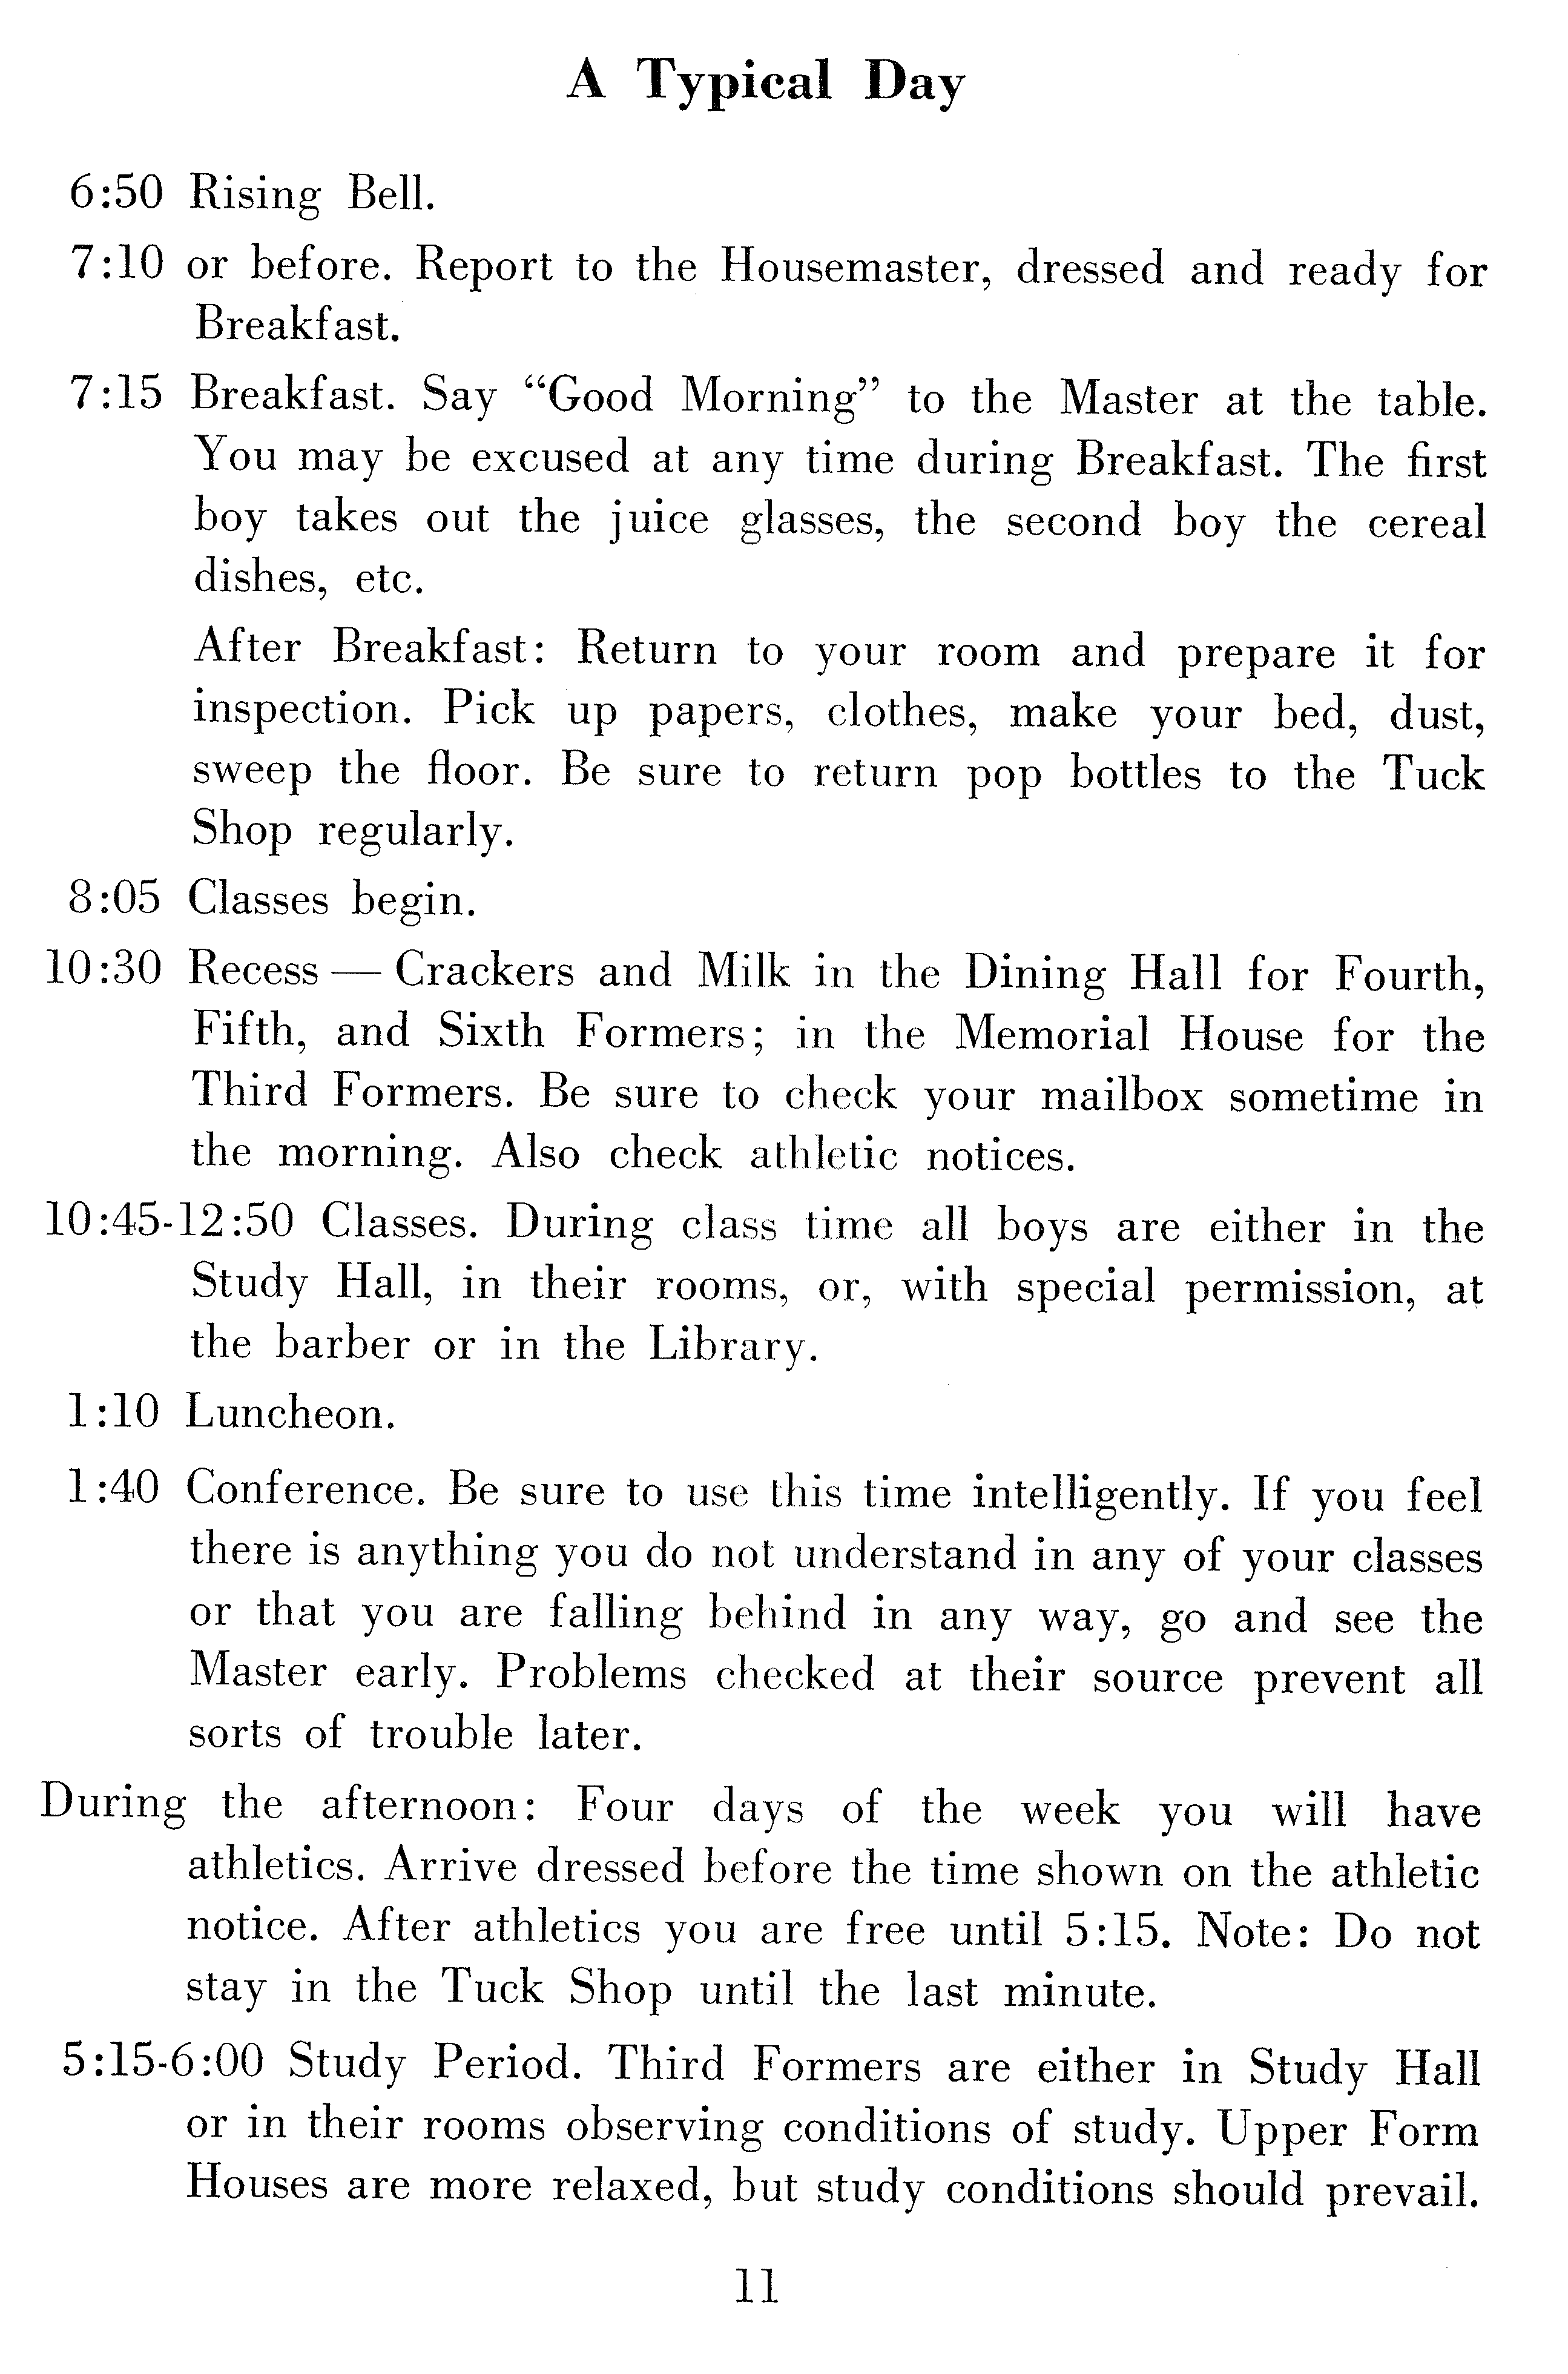 A Typical Day
6:50 Rising Bell.
7:10 or before. Report to the Housemaster, dressed and ready for
Breakfast.
7:15 Breakfast. Say “Good Morning” to the Master at the table.
You may be excused at any time during Breakfast. The first
boy takes out the juice glasses, the second boy the cereal
dishes, etc.
After Breakfast: Return to your room and prepare it for
inspection. Pick up papers, clothes, make your bed, dust,
sweep the floor. Be sure to return pop bottles to the Tuck
Shop regularly.
8:05 Classes begin.
10:30 Recess — Crackers and Milk in the Dining Hall for Fourth,
Fifth, and Sixth Formers; in the Memorial House for the
Third Formers. Be sure to check your mailbox sometime in
the morning. Also check athletic notices.
10:45-12:50 Classes. During class time all boys are either in the
Study Hall, in their rooms, or, with special permission, at
the barber or in the Library.
1:10 Luncheon.
1:40 Conference. Be sure to use this time intelligently. If you feel
there is anything you do not understand in any of your classes
or that you are falling behind in any way, go and see the
Master early. Problems checked at their source prevent all
sorts of trouble later.
During the afternoon: Four days of the week you will have
athletics. Arrive dressed before the time shown on the athletic
notice. After athletics you are free until 5:15. Note: Do not
stay in the Tuck Shop until the last minute.
5:15-6:00 Study Period. Third Formers are either in Study Hall
or in their rooms observing conditions of study. Upper Form
Houses are more relaxed, but study conditions should prevail.
11